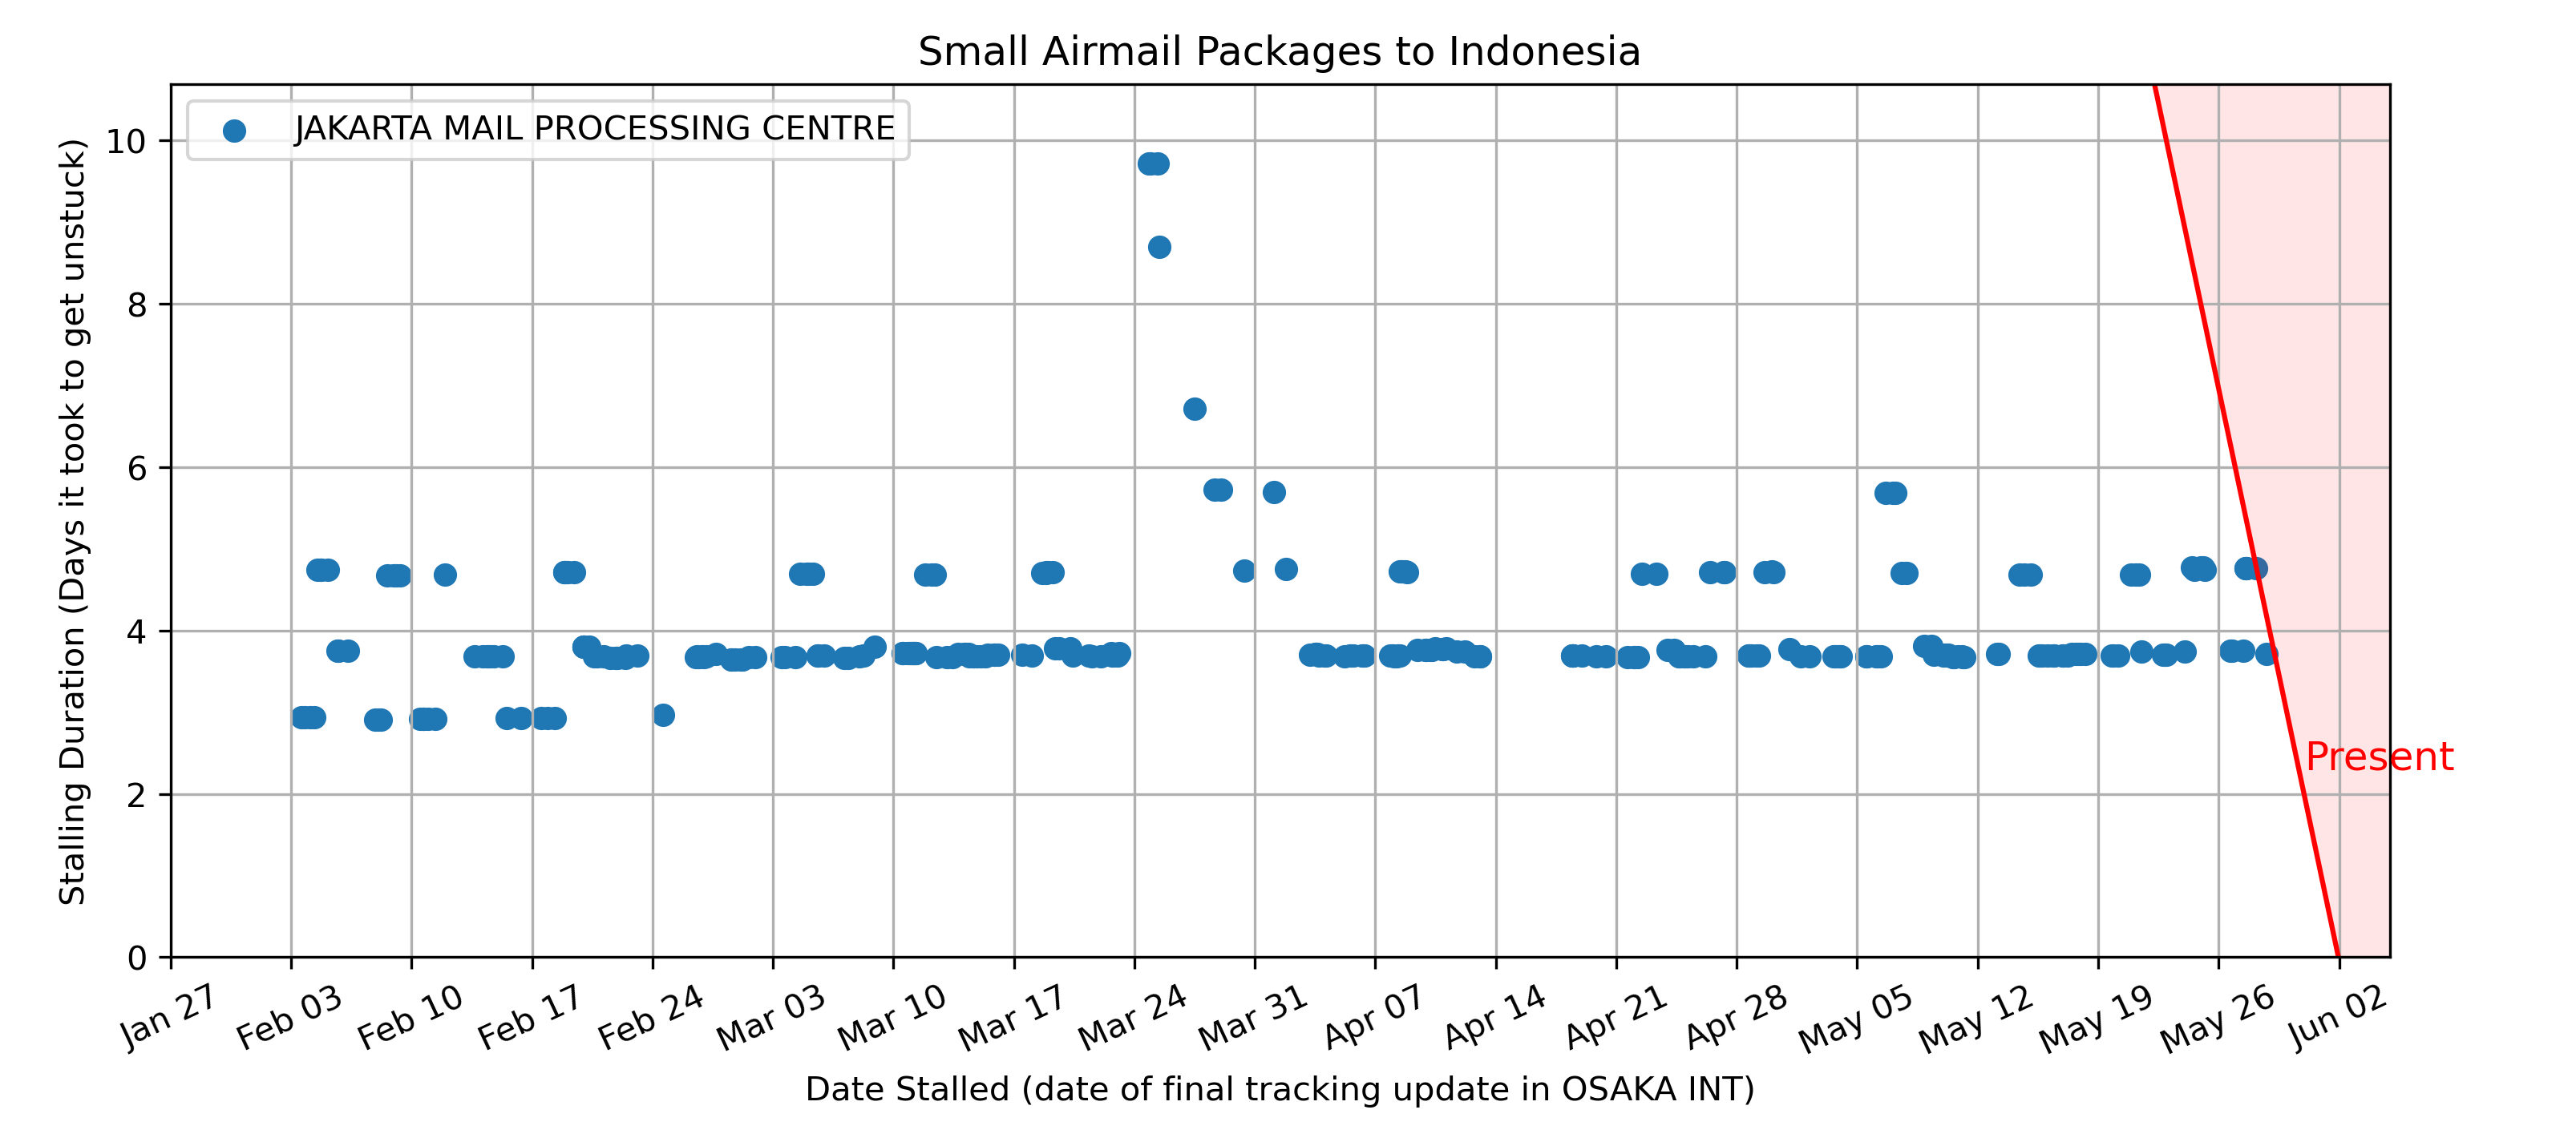 Small Airmail Packages to Indonesia
JAKARTA MAIL PROCESSING CENTRE
Stalling Duration (Days it took to get unstuck)
10
8
6
4
2
0
Present
Jan 27
Feb 03
Feb 10
Feb 17
Feb 24
Mar 03
Mar 10
Mar 17
Mar 24
Mar 31
Apr 07
Apr 14
Apr 21
Apr 28
May 05
May 12
May 19
May 26
Jun 02
Date Stalled (date of final tracking update in OSAKA INT)